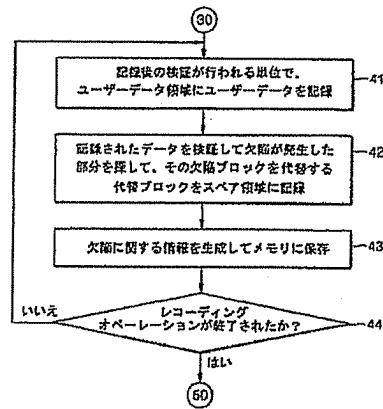 30
記録後の検証が行われる単位で、
ユーザーデータ領域にユーザーデータを記録
41
記録されたデータを検証して欠陥が発生した
部分を探して、その欠陥ブロックを代替する
代替ブロックをスペア領域に記録
42
欠陥に関する情報を生成してメモリに保存
43
いいえ
レコーディング
オペレーションが終了されたか?
44
はい
50